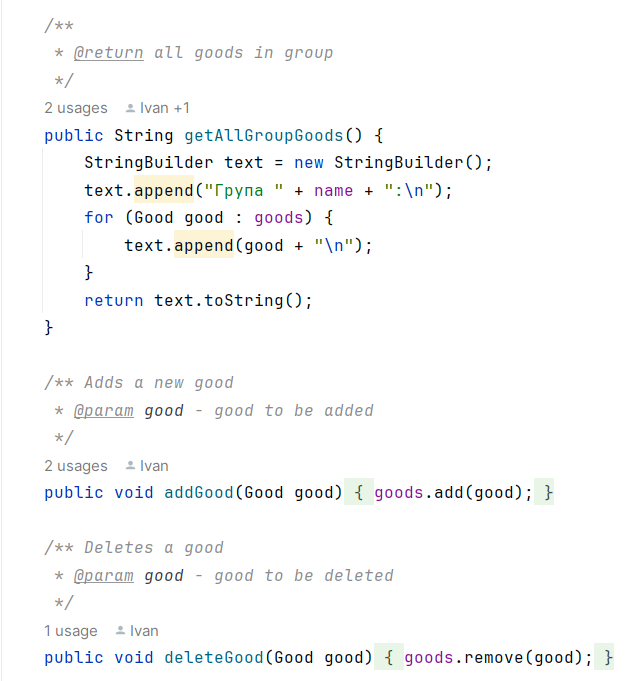 /**
 * @return all goods in group
 */
2 usages Ivan +1
public String getAllGroupGoods() {
    StringBuilder text = new StringBuilder();
    text.append("Група " + name + ":\n");
    for (Good good : goods) {
        text.append(good + "\n");
    }
    return text.toString();
}
/** Adds a new good
 * @param good - good to be added
 */
2 usages Ivan
public void addGood(Good good) { goods.add(good); }
/** Deletes a good
 * @param good - good to be deleted
 */
1 usage Ivan
public void deleteGood(Good good) { goods.remove(good); }